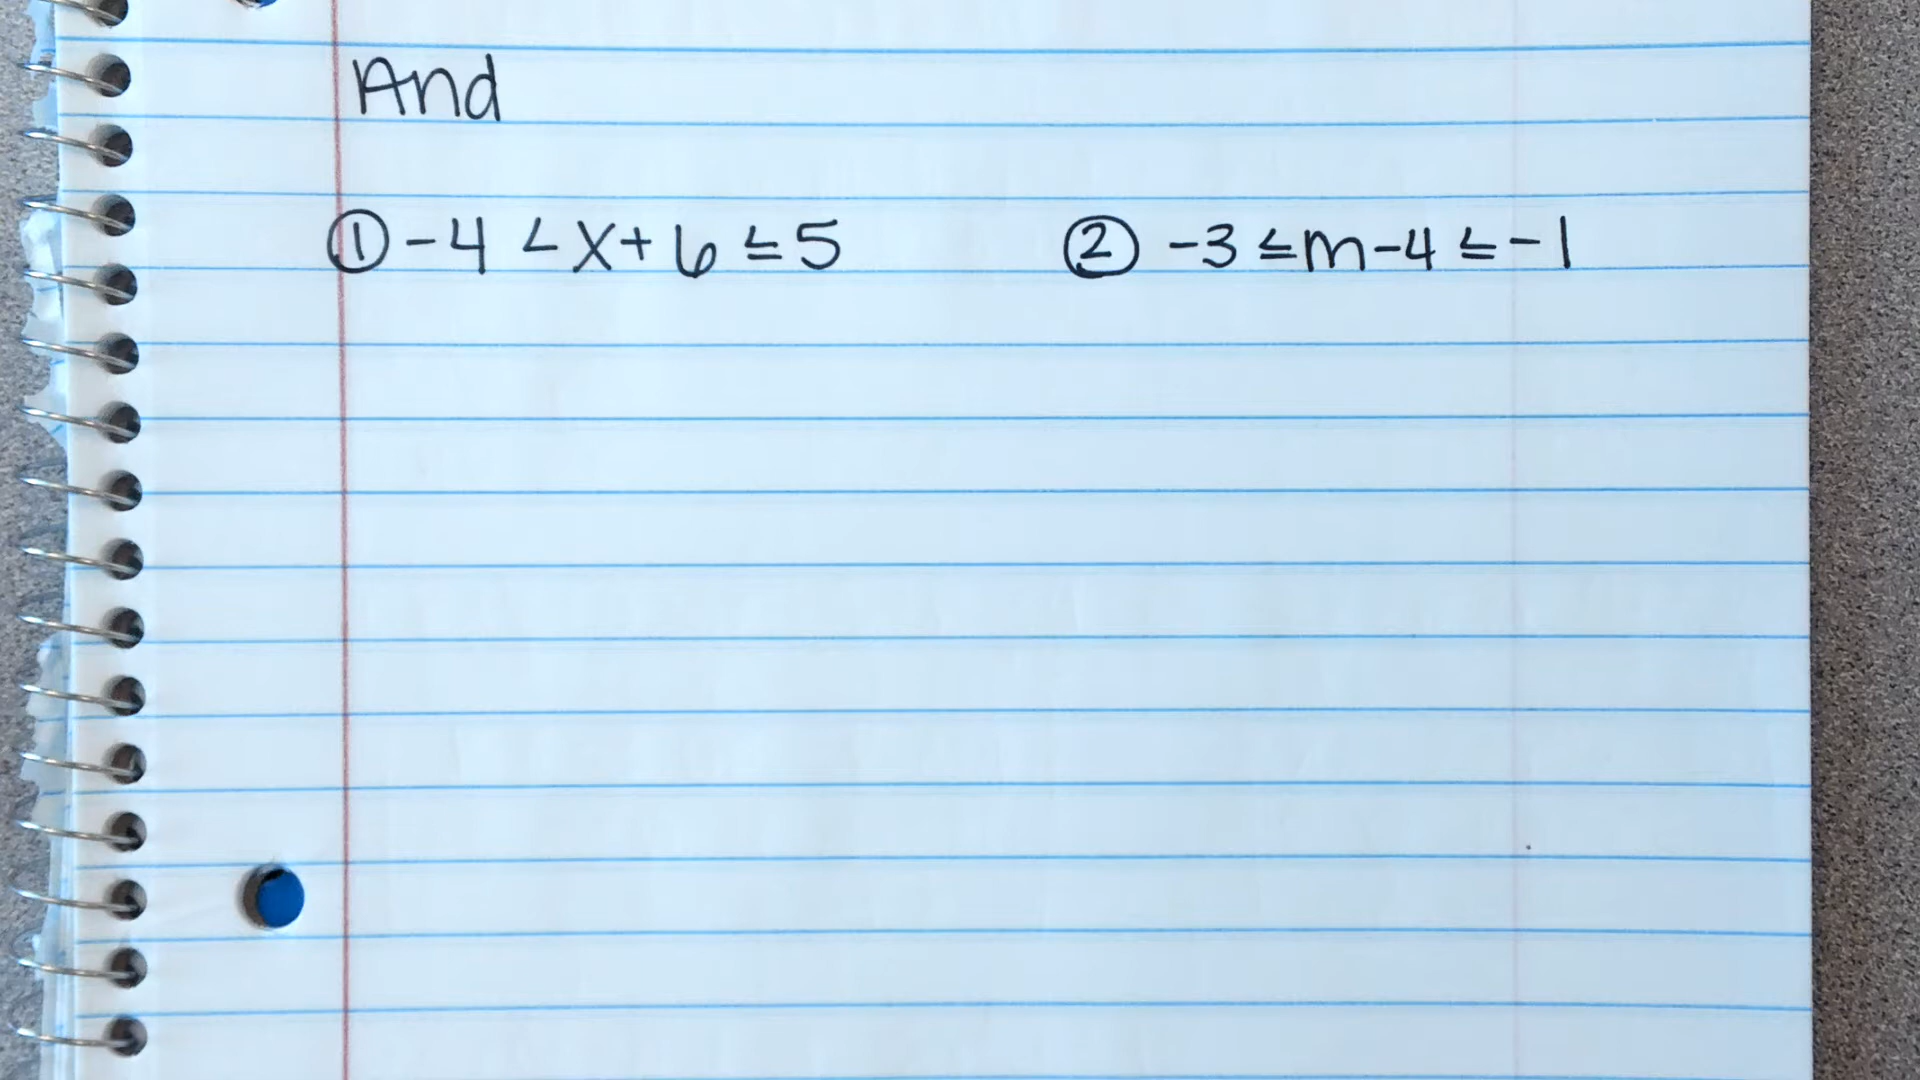 And
① -4 < x + 6 ≤ 5 ② -3 ≤ m - 4 ≤ -1